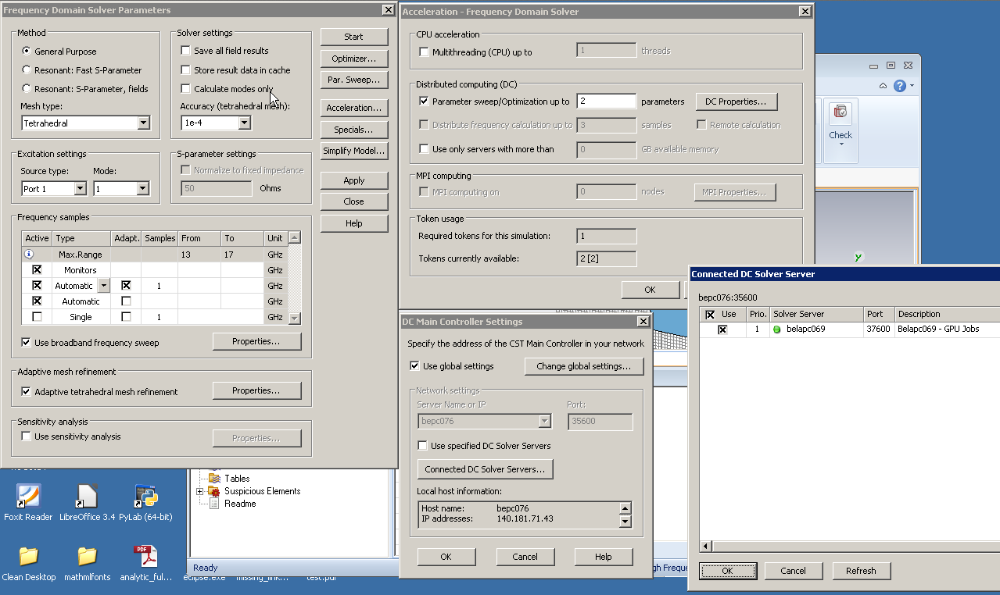 Frequency Domain Solver Parameters
Method
General Purpose
Resonant: Fast S-Parameter
Resonant: S-Parameter, fields
Mesh type:
Tetrahedral
Solver settings
Save all field results
Store result data in cache
Calculate modes only
Accuracy (tetrahedral mesh):
1e-4
Start
Optimizer...
Par. Sweep...
Acceleration...
Specials...
Simplify Model...
Apply
Close
Help
Excitation settings
Source type: Mode:
Port 1 1
S-parameter settings
Normalize to fixed impedance
50 Ohms
Frequency samples
Active Type Adapt. Samples From To Unit
Max.Range 13 17 GHz
Monitors GHz
Automatic 1 GHz
Automatic GHz
Single 1 GHz
Use broadband frequency sweep Properties...
Adaptive mesh refinement
Adaptive tetrahedral mesh refinement Properties...
Sensitivity analysis
Use sensitivity analysis Properties...
Acceleration - Frequency Domain Solver
CPU acceleration
Multithreading (CPU) up to 1 threads
Distributed computing (DC)
Parameter sweep/Optimization up to 2 parameters DC Properties...
Distribute frequency calculation up to 3 samples Remote calculation
Use only servers with more than 0 GB available memory
MPI computing
MPI computing on 0 nodes MPI Properties...
Token usage
Required tokens for this simulation: 1
Tokens currently available: 2 [2]
OK
Check
y
DC Main Controller Settings
Specify the address of the CST Main Controller in your network
Use global settings Change global settings...
Network settings
Server Name or IP Port:
bepc076 35600
Use specified DC Solver Servers
Connected DC Solver Servers...
Local host information:
Host name: bepc076
IP addresses: 140.181.71.43
OK Cancel Help
Connected DC Solver Server
bepc076:35600
Use Prio. Solver Server Port Description
1 belapc069 37600 Belapc069 - GPU Jobs
OK Cancel Refresh
Tables
Suspicious Elements
Readme
Ready
gh Freque
Foxit Reader LibreOffice 3.4 PyLab (64-bit)
Clean Desktop mathmlfonts analytic_ful... eclipse.exe missing_link... test.pdf